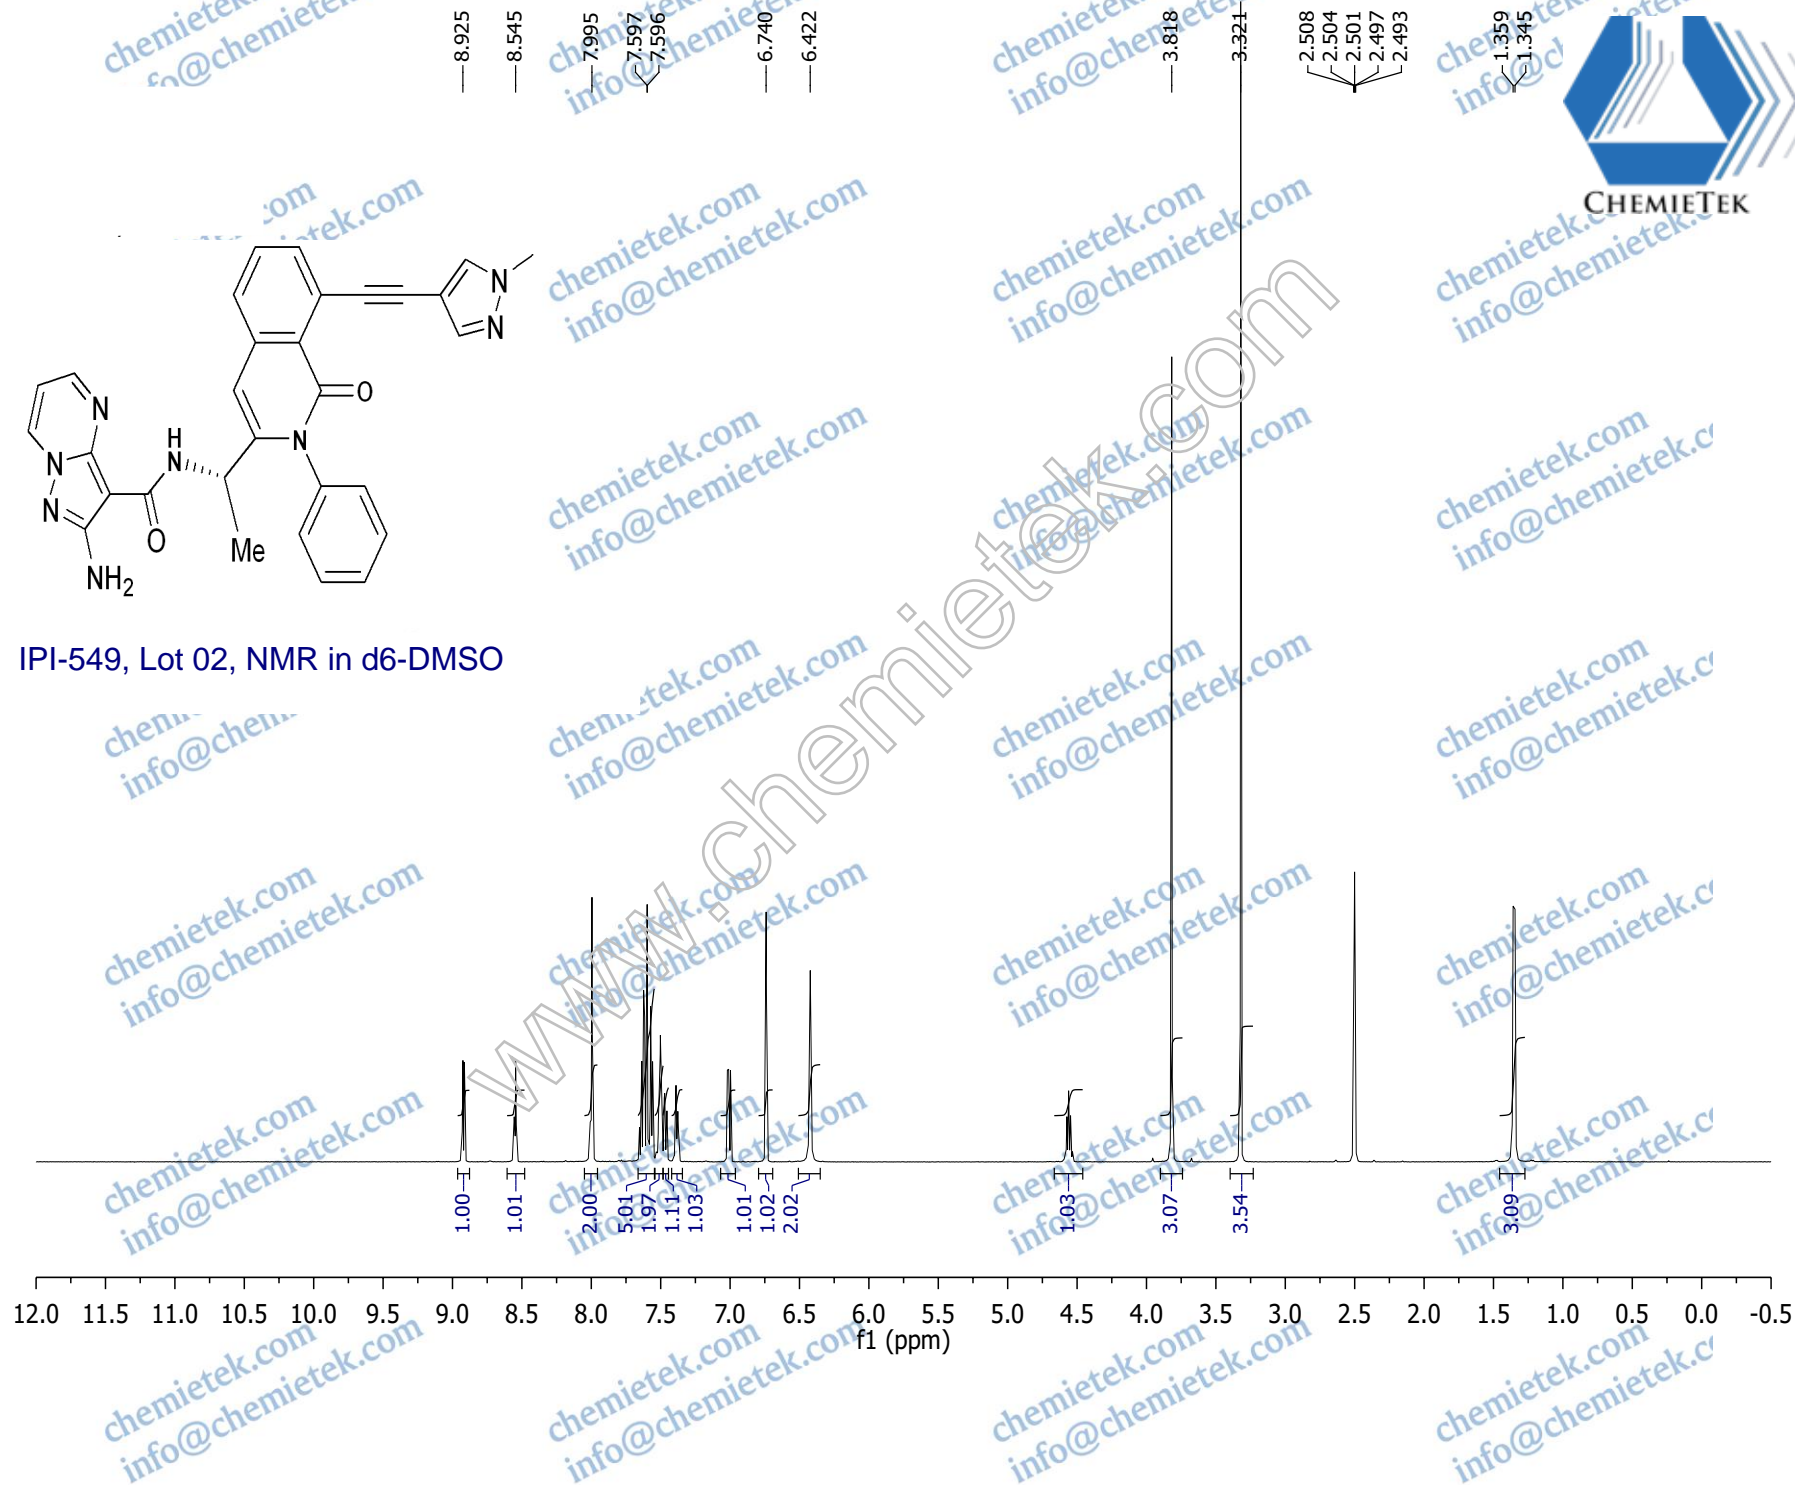 8.925
8.545
7.995
7.597
7.596
6.740
6.422
3.818
3.321
2.508
2.504
2.501
2.497
2.493
1.359
1.345
CHEMIETEK
N
N
O
N
N
N
N
H
N
O
NH2
Me
N
IPI-549, Lot 02, NMR in d6-DMSO
www.chemietek.com
chemietek.com
info@chemietek.com
1.00
1.01
2.00
5.01
1.97
1.11
1.03
1.01
1.02
2.02
1.03
3.07
3.54
3.09
12.0 11.5 11.0 10.5 10.0 9.5 9.0 8.5 8.0 7.5 7.0 6.5 6.0 5.5 5.0 4.5 4.0 3.5 3.0 2.5 2.0 1.5 1.0 0.5 0.0 -0.5
f1 (ppm)